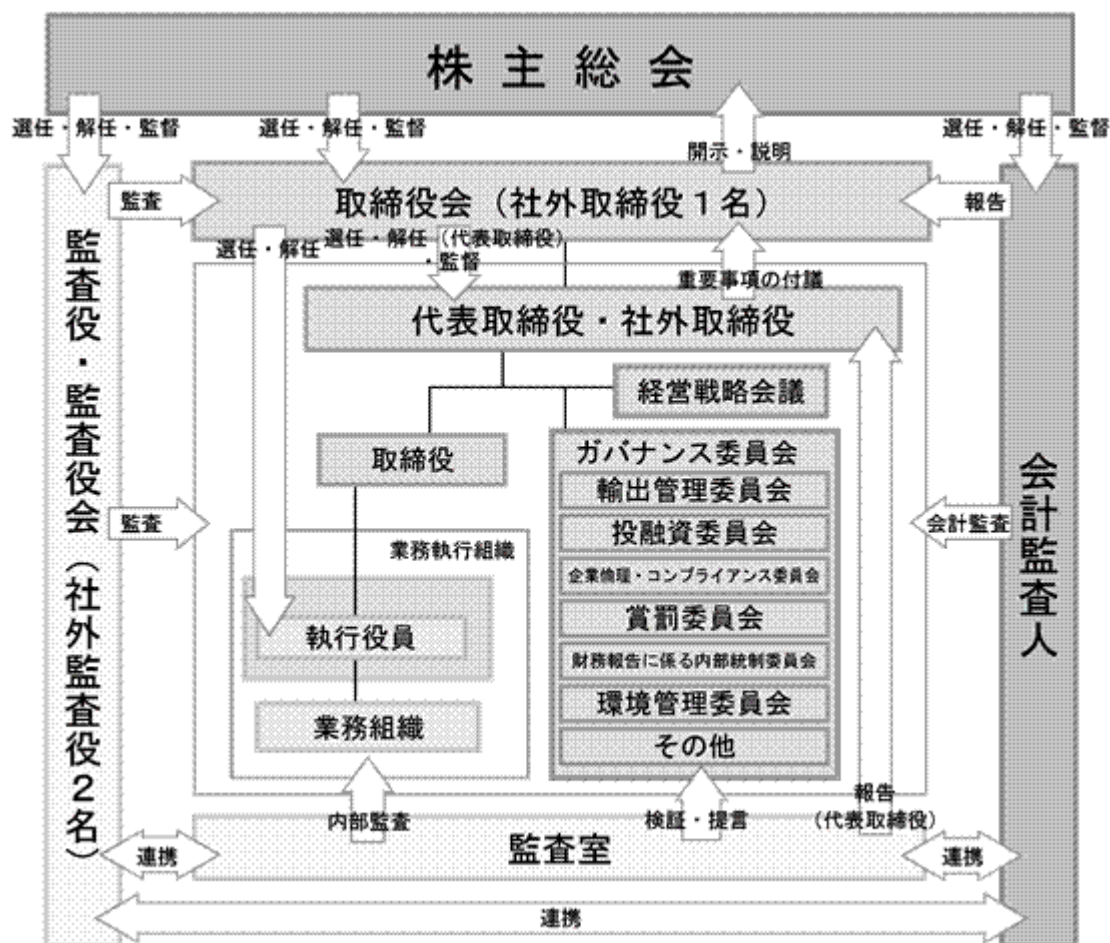 株主総会
選任・解任・監督
選任・解任・監督
開示・説明
選任・解任・監督
監査
取締役会（社外取締役１名）
報告
選任・解任
選任・解任（代表取締役）
・監督
重要事項の付議
代表取締役・社外取締役
経営戦略会議
取締役
ガバナンス委員会
輸出管理委員会
投融資委員会
企業倫理・コンプライアンス委員会
賞罰委員会
財務報告に係る内部統制委員会
環境管理委員会
その他
監査役・監査役会（社外監査役２名）
監査
業務執行組織
執行役員
業務組織
会計監査
会計監査人
内部監査
検証・提言
報告
（代表取締役）
連携
監査室
連携
連携